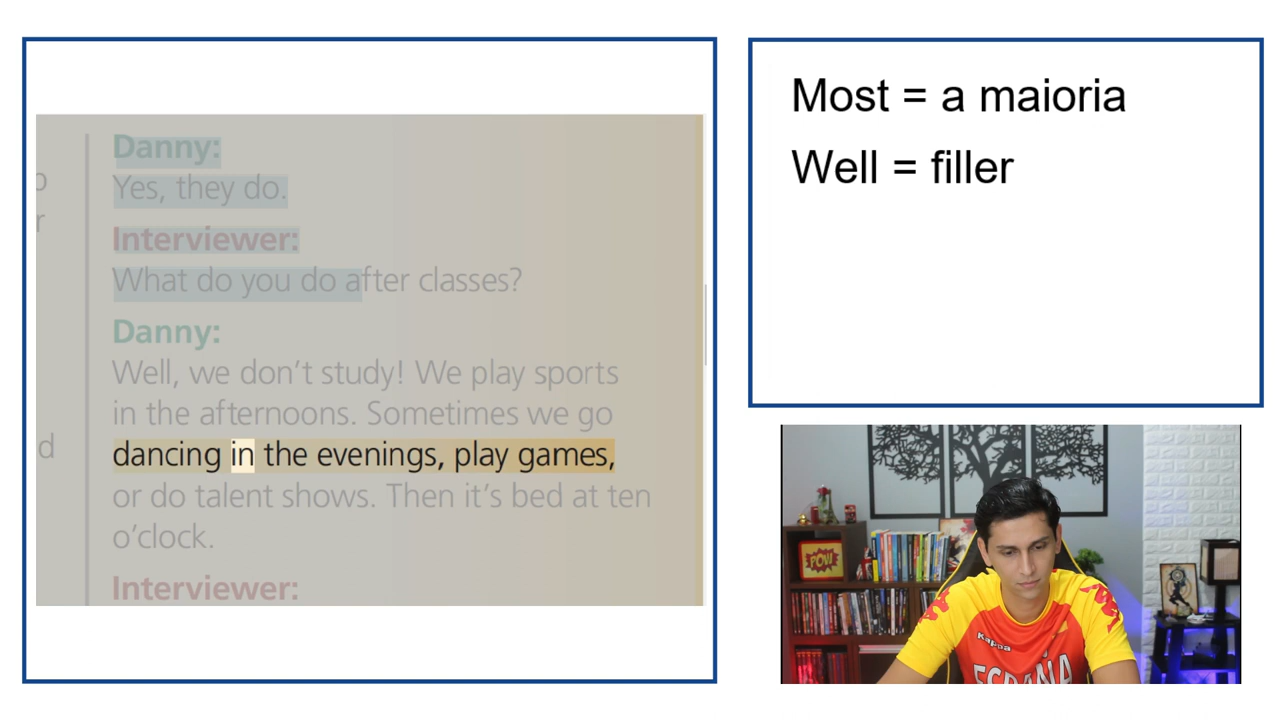 Danny:
Yes, they do.
Interviewer:
What do you do after classes?
Danny:
Well, we don't study! We play sports
in the afternoons. Sometimes we go
dancing in the evenings, play games,
or do talent shows. Then it's bed at ten
o'clock.
Interviewer:
Most = a maioria
Well = filler
POW
Kappa